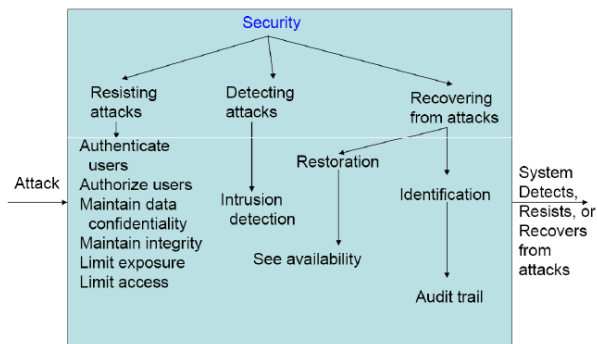 Security
Resisting
attacks
Detecting
attacks
Recovering
from attacks
Authenticate
users
Authorize users
Maintain data
confidentiality
Maintain integrity
Limit exposure
Limit access
Intrusion
detection
Restoration
See availability
Identification
Audit trail
Attack
System
Detects,
Resists, or
Recovers
from
attacks